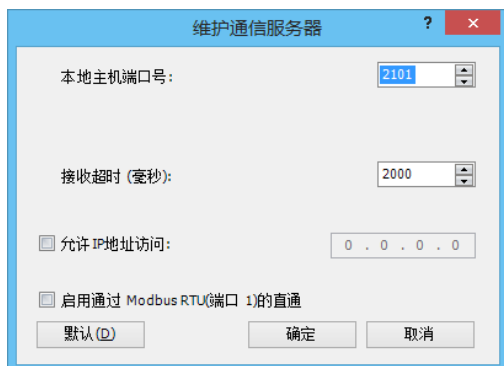 维护通信服务器
?
×
本地主机端口号:
2101
接收超时 (毫秒):
2000
允许IP地址访问:
0 . 0 . 0 . 0
启用通过 Modbus RTU(端口 1)的直通
默认(D)
确定
取消